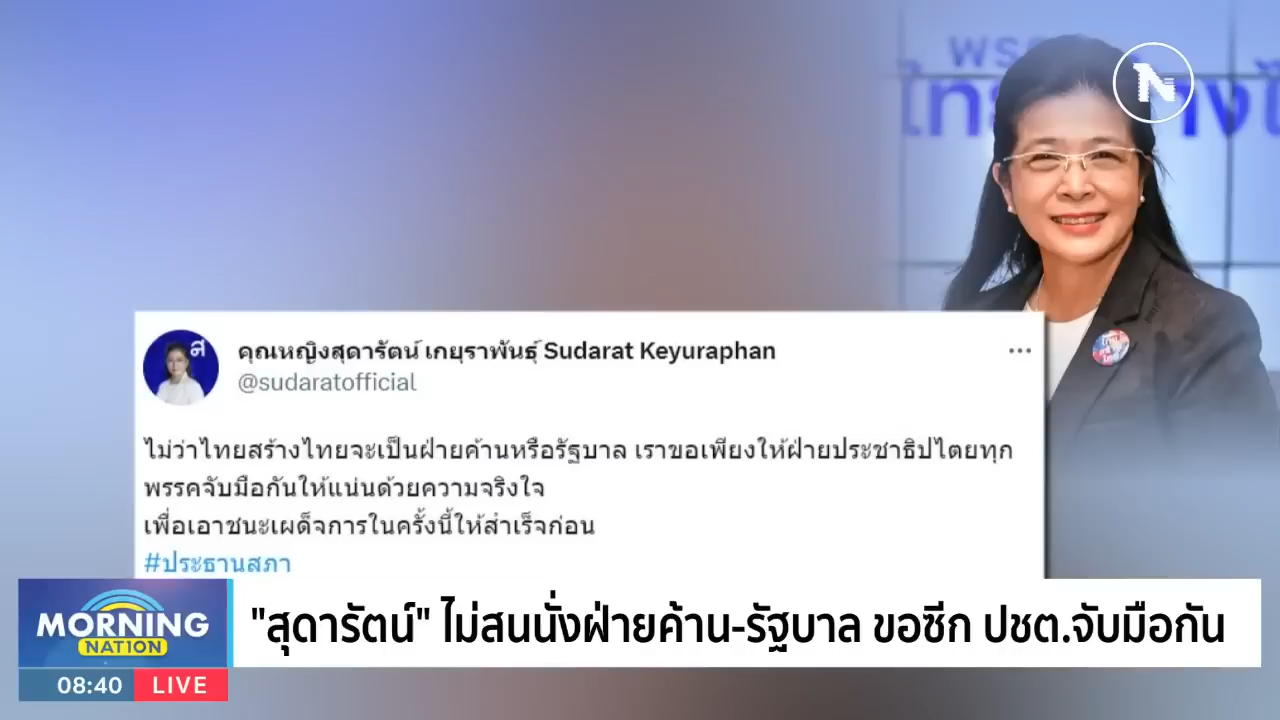 พรร
ไทย
างไ
N
คุณหญิงสุดารัตน์ เกยุราพันธุ์ Sudarat Keyuraphan
@sudaratofficial
ไม่ว่าไทยสร้างไทยจะเป็นฝ่ายค้านหรือรัฐบาล เราขอเพียงให้ฝ่ายประชาธิปไตยทุก
พรรคจับมือกันให้แน่นด้วยความจริงใจ
เพื่อเอาชนะเผด็จการในครั้งนี้ให้สำเร็จก่อน
#ประธานสภา
"สุดารัตน์" ไม่สนนั่งฝ่ายค้าน-รัฐบาล ขอซีก ปชต.จับมือกัน
MORNING
NATION
08:40 LIVE